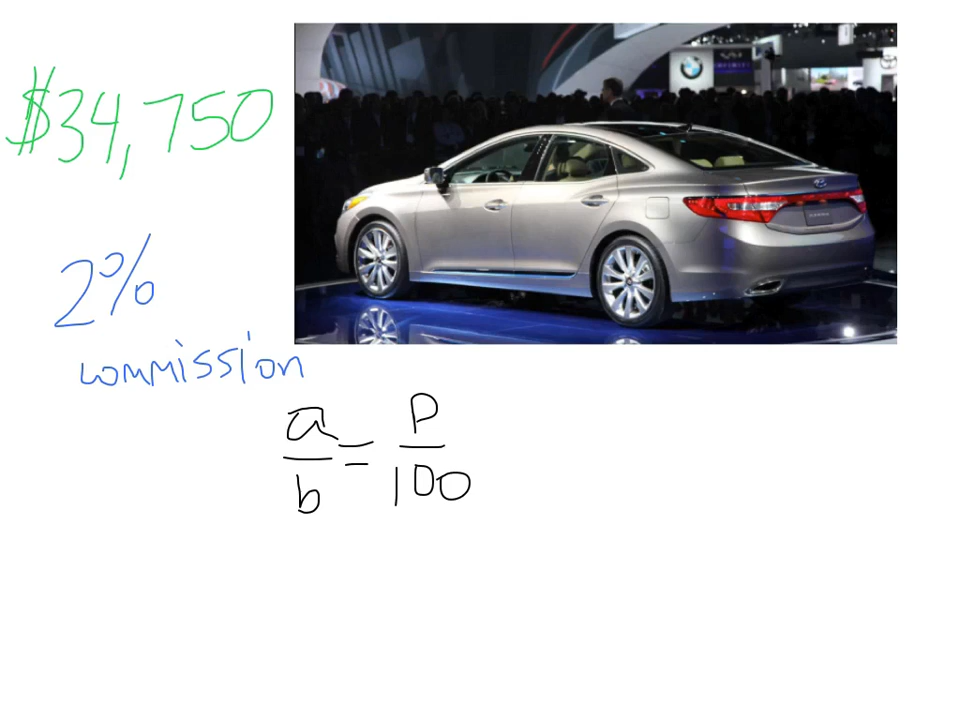 $34,750
2%
commission
a/b = P/100